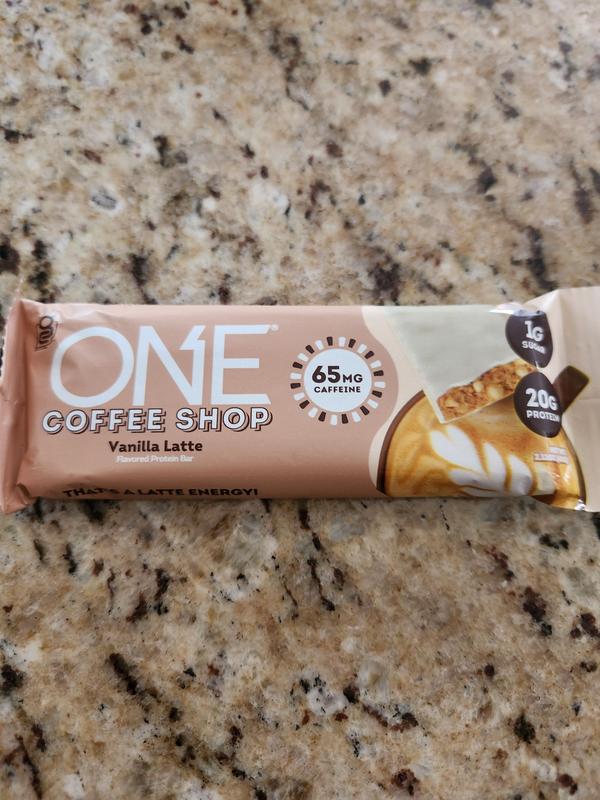 ONE
COFFEE SHOP
Vanilla Latte
Flavored Protein Bar
THAT'S A LATTE ENERGY!
65MG
CAFFEINE
1G
SUGAR
20G
PROTEIN